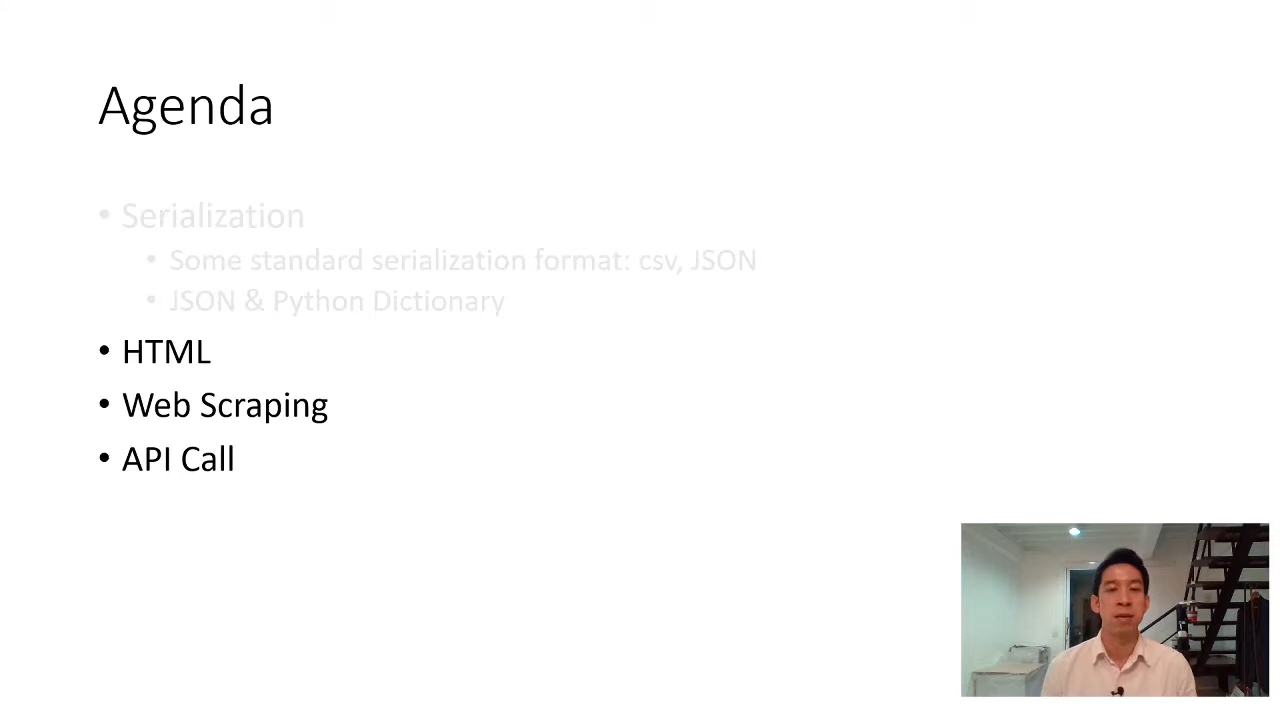 Agenda
• Serialization
• Some standard serialization format: csv, JSON
• JSON & Python Dictionary
• HTML
• Web Scraping
• API Call